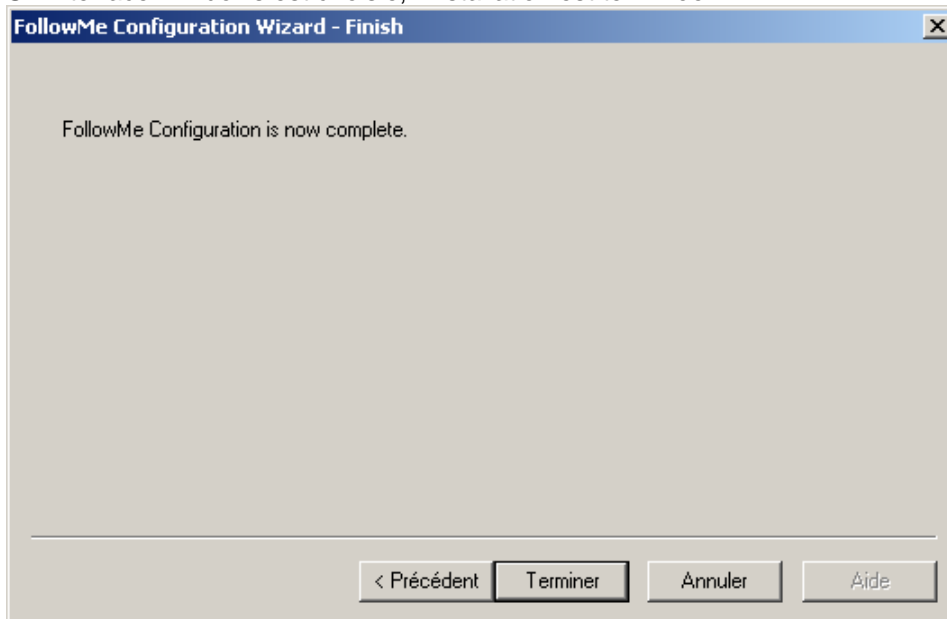 FollowMe Configuration Wizard - Finish
FollowMe Configuration is now complete.
< Précédent
Terminer
Annuler
Aide